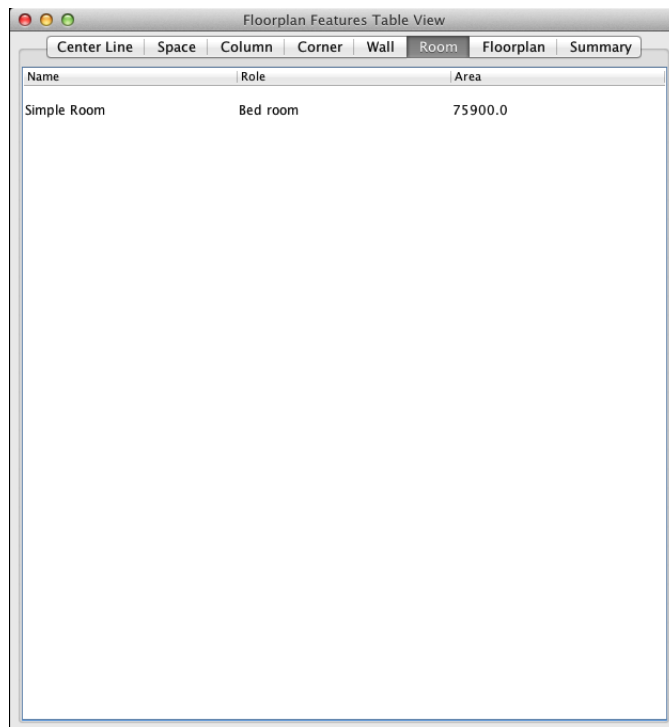 Floorplan Features Table View
Center Line Space Column Corner Wall Room Floorplan Summary
Name Role Area
Simple Room Bed room 75900.0